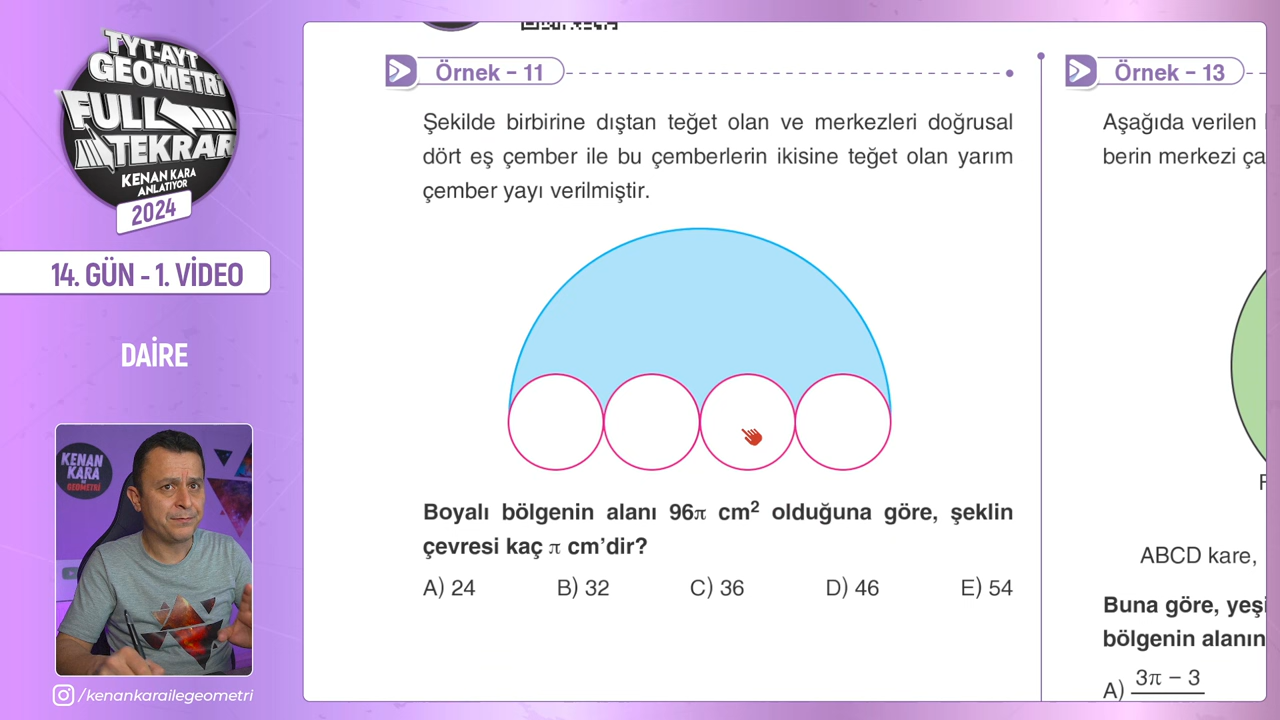 TYT-AYT
GEOMETRİ
FULL
TEKRAR
KENAN KARA
ANLATIYOR
2024
14. GÜN - 1. VİDEO
DAİRE
KENAN
KARA
GEOMETRİ
/kenankarailegeometri
Örnek – 11
Şekilde birbirine dıştan teğet olan ve merkezleri doğrusal
dört eş çember ile bu çemberlerin ikisine teğet olan yarım
çember yayı verilmiştir.
Boyalı bölgenin alanı 96π cm² olduğuna göre, şeklin
çevresi kaç π cm’dir?
A) 24 B) 32 C) 36 D) 46 E) 54
Örnek – 13
Aşağıda verilen
berin merkezi ça
F
ABCD kare,
Buna göre, yeşi
bölgenin alanın
A) 3π – 3